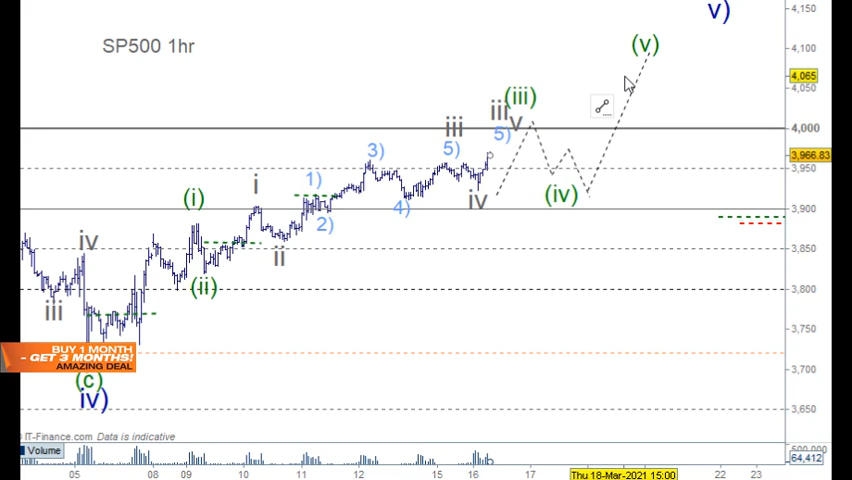 4,150
v)
SP500 1hr
(v)
4,100
4,065
4,050
(iii)
iii
v
iii
4,000
5)
5)
3)
3,966.83
3,950
i
1)
iv
(iv)
(i)
4)
3,900
2)
iv
ii
3,850
(ii)
3,800
iii
3,750
BUY 1 MONTH
- GET 3 MONTHS!
AMAZING DEAL
3,700
(c)
iv)
3,650
© IT-Finance.com Data is indicative
Volume
500,000
64,412
05
08
09
10
11
12
15
16
17
Thu 18-Mar-2021 15:00
22
23